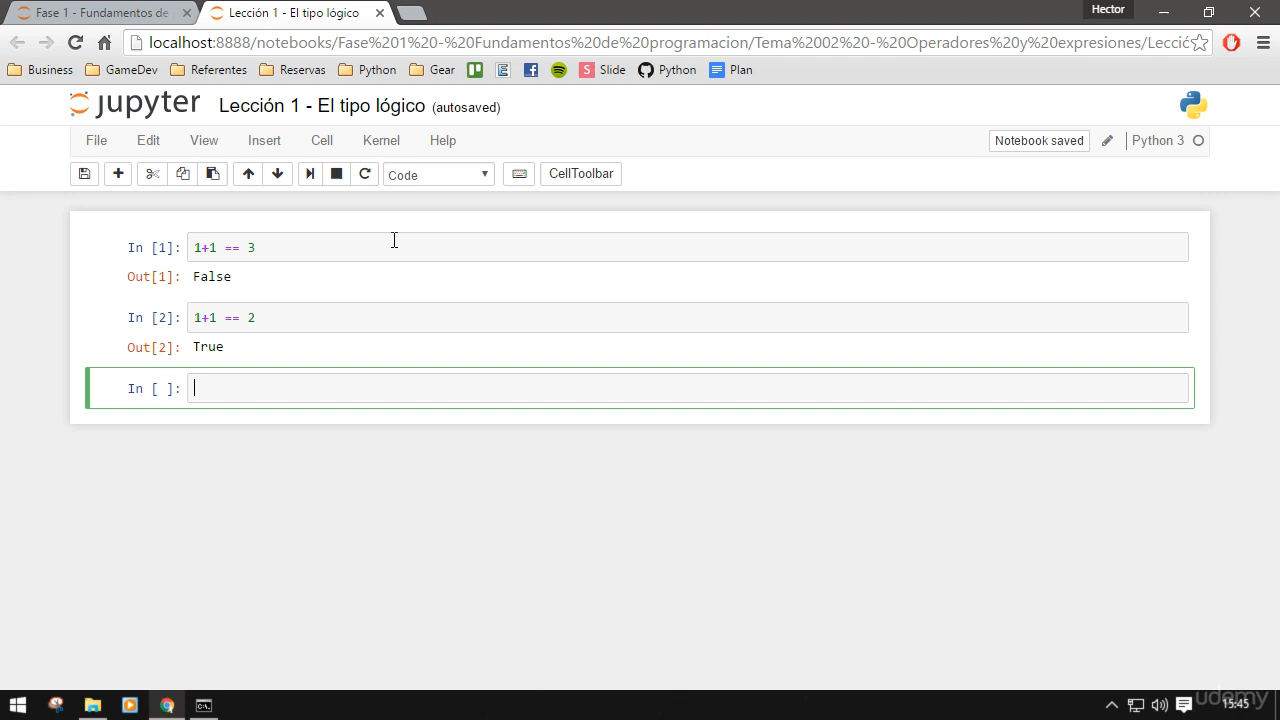 Fase 1 - Fundamentos de
Lección 1 - El tipo lógico
Hector
localhost:8888/notebooks/Fase%201%20-%20Fundamentos%20de%20programacion/Tema%2002%20-%20Operadores%20y%20expresiones/Lecció
Business GameDev Referentes Reservas Python Gear Slide Python Plan
jupyter Lección 1 - El tipo lógico (autosaved)
File Edit View Insert Cell Kernel Help Notebook saved Python 3
Code CellToolbar
In [1]: 1+1 == 3
Out[1]: False
In [2]: 1+1 == 2
Out[2]: True
In [ ]:
udemy
15:45